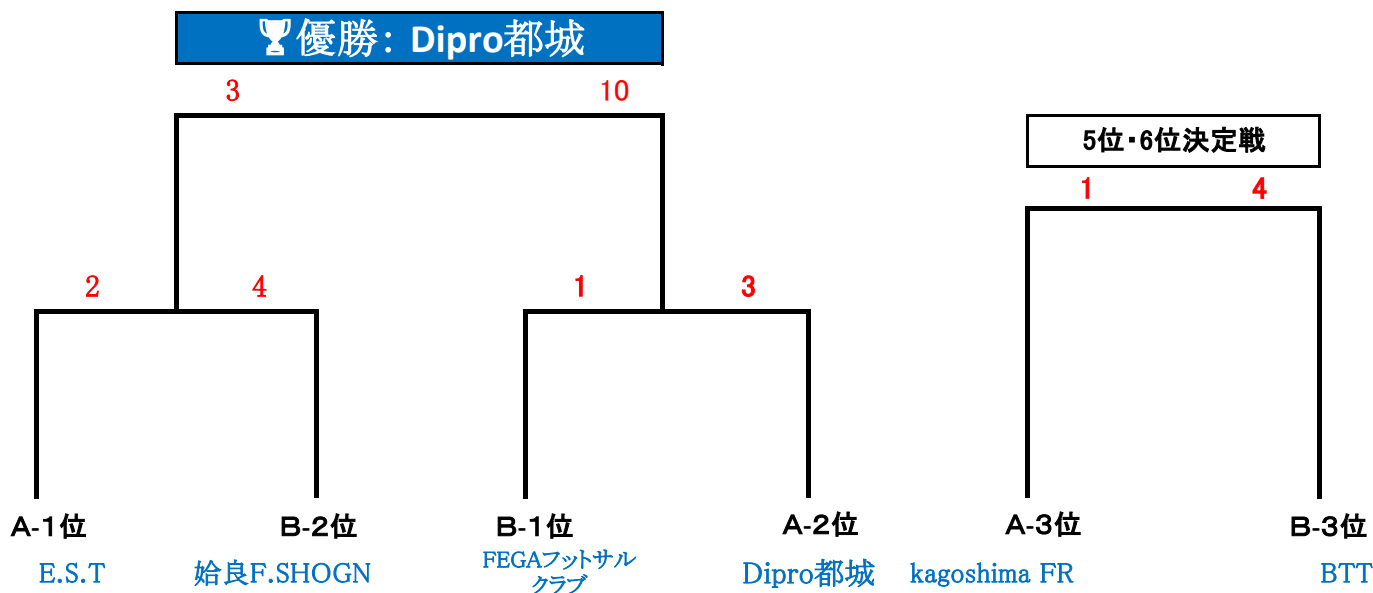 🏆優勝：Dipro都城
3 10
5位・6位決定戦
1 4
2 4 1 3
A-1位 B-2位 B-1位 A-2位 A-3位 B-3位
E.S.T 姶良F.SHOGN FEGAフットサル
クラブ Dipro都城 kagoshima FR BTT